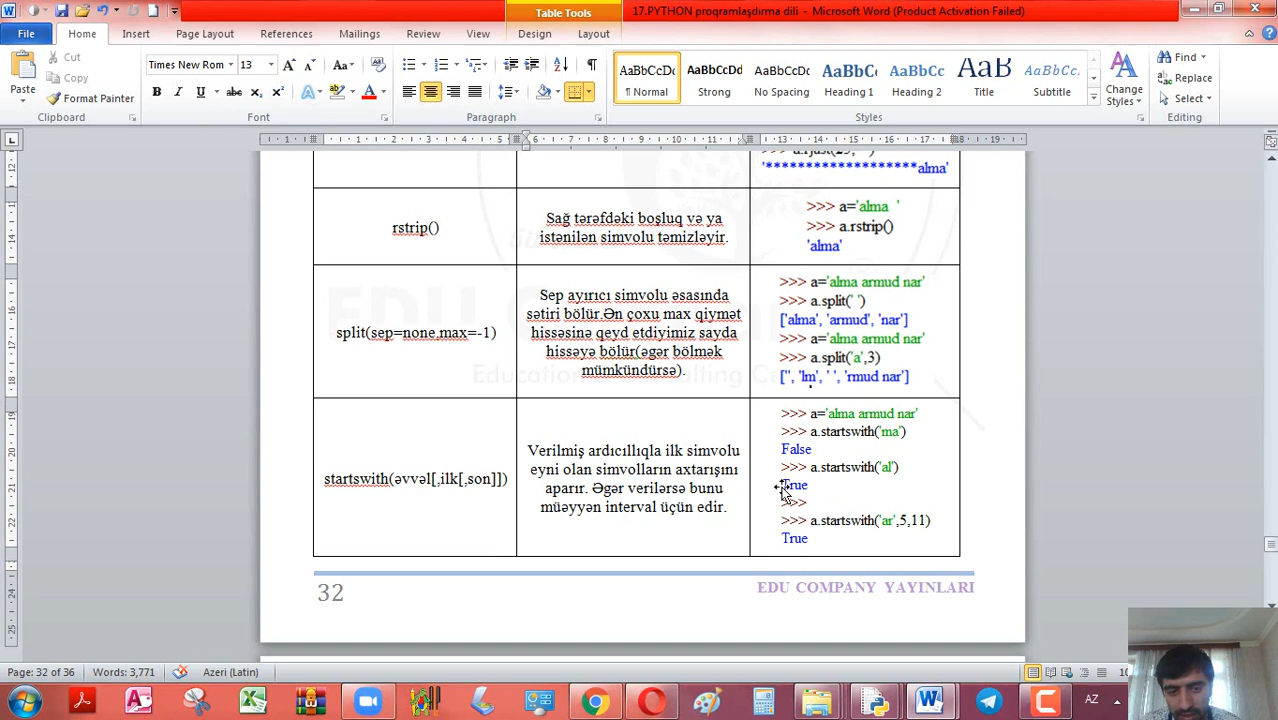 17.PYTHON proqramlaşdırma dili - Microsoft Word (Product Activation Failed)
Table Tools
File
Home
Insert
Page Layout
References
Mailings
Review
View
Design
Layout
Paste
Cut
Copy
Format Painter
Clipboard
Times New Rom
13
Font
Paragraph
AaBbCcDc
¶ Normal
AaBbCcDd
Strong
AaBbCcDc
No Spacing
AaBbCc
Heading 1
AaBbCc
Heading 2
AaB
Title
AaBbCcDc
Subtitle
Change
Styles
Styles
Find
Replace
Select
Editing
'********************alma'
rstrip()
Sağ tərəfdəki boşluq və ya
istənilən simvolu təmizləyir.
>>> a='alma  '
>>> a.rstrip()
'alma'
split(sep=none,max=-1)
Sep ayırıcı simvolu əsasında
sətiri bölür.Ən çoxu max qiymət
hissəsinə qeyd etdiyimiz sayda
hissəyə bölür(əgər bölmək
mümkündürsə).
>>> a='alma armud nar'
>>> a.split(' ')
['alma', 'armud', 'nar']
>>> a='alma armud nar'
>>> a.split('a',3)
['', 'lm', ' ', 'rmud nar']
startswith(əvvəl[,ilk[,son]])
Verilmiş ardıcıllıqla ilk simvolu
eyni olan simvolların axtarışını
aparır. Əgər verilərsə bunu
müəyyən interval üçün edir.
>>> a='alma armud nar'
>>> a.startswith('ma')
False
>>> a.startswith('al')
True
>>>
>>> a.startswith('ar',5,11)
True
32
EDU COMPANY YAYINLARI
Page: 32 of 36
Words: 3,771
Azeri (Latin)
AZ